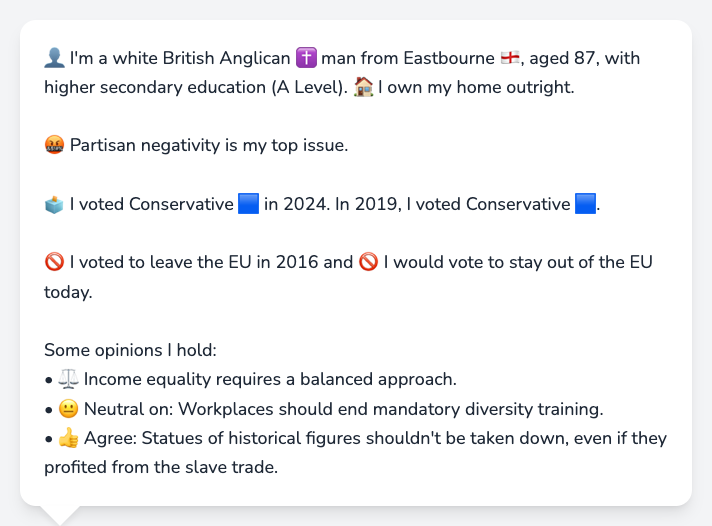 👤 I'm a white British Anglican ✝️ man from Eastbourne 🏴󠁧󠁢󠁥󠁮󠁧󠁿, aged 87, with
higher secondary education (A Level). 🏠 I own my home outright.
🤬 Partisan negativity is my top issue.
🗳️ I voted Conservative 🟦 in 2024. In 2019, I voted Conservative 🟦.
🚫 I voted to leave the EU in 2016 and 🚫 I would vote to stay out of the EU
today.
Some opinions I hold:
• ⚖️ Income equality requires a balanced approach.
• 😐 Neutral on: Workplaces should end mandatory diversity training.
• 👍 Agree: Statues of historical figures shouldn't be taken down, even if they
profited from the slave trade.